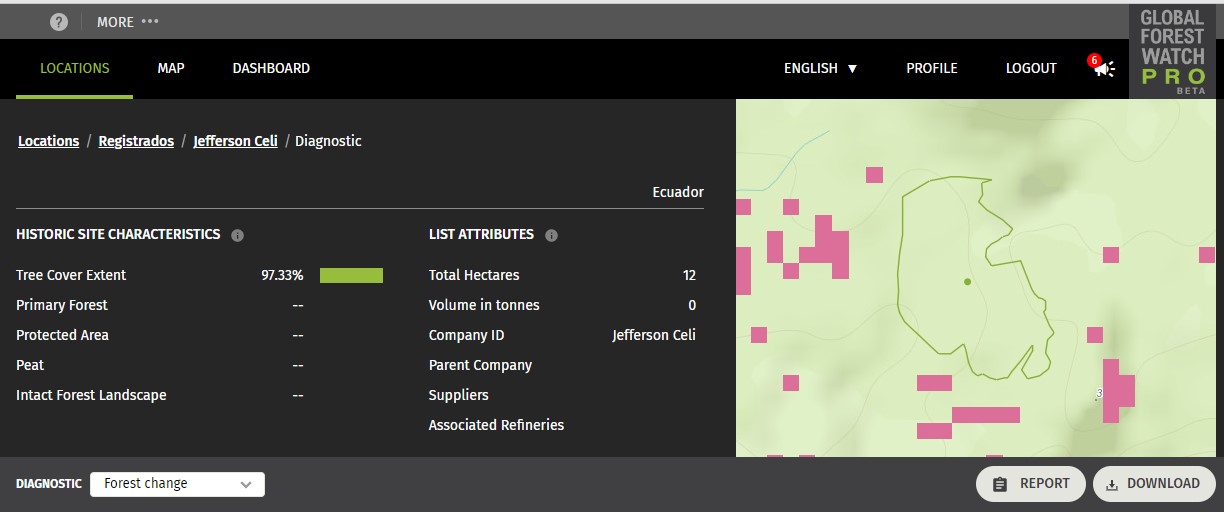 ? MORE •••
GLOBAL
FOREST
WATCH
PRO
BETA
LOCATIONS MAP DASHBOARD ENGLISH ▼ PROFILE LOGOUT 6
Locations / Registrados / Jefferson Celi / Diagnostic
Ecuador
HISTORIC SITE CHARACTERISTICS i
Tree Cover Extent 97.33%
Primary Forest --
Protected Area --
Peat --
Intact Forest Landscape --
LIST ATTRIBUTES i
Total Hectares 12
Volume in tonnes 0
Company ID Jefferson Celi
Parent Company
Suppliers
Associated Refineries
3
DIAGNOSTIC Forest change REPORT DOWNLOAD